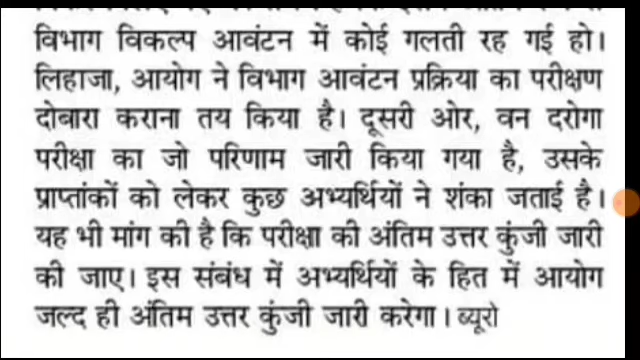 विभाग विकल्प आवंटन में कोई गलती रह गई हो।
लिहाजा, आयोग ने विभाग आवंटन प्रक्रिया का परीक्षण
दोबारा कराना तय किया है। दूसरी ओर, वन दरोगा
परीक्षा का जो परिणाम जारी किया गया है, उसके
प्राप्तांकों को लेकर कुछ अभ्यर्थियों ने शंका जताई है।
यह भी मांग की है कि परीक्षा की अंतिम उत्तर कुंजी जारी
की जाए। इस संबंध में अभ्यर्थियों के हित में आयोग
जल्द ही अंतिम उत्तर कुंजी जारी करेगा। ब्यूरो